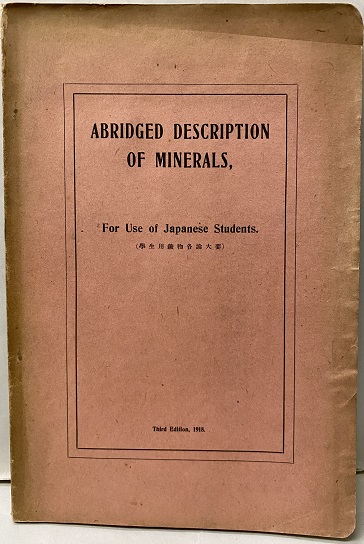 ABRIDGED DESCRIPTION
OF MINERALS,
For Use of Japanese Students.
(學生用鑛物各論大要)
Third Edition, 1918.